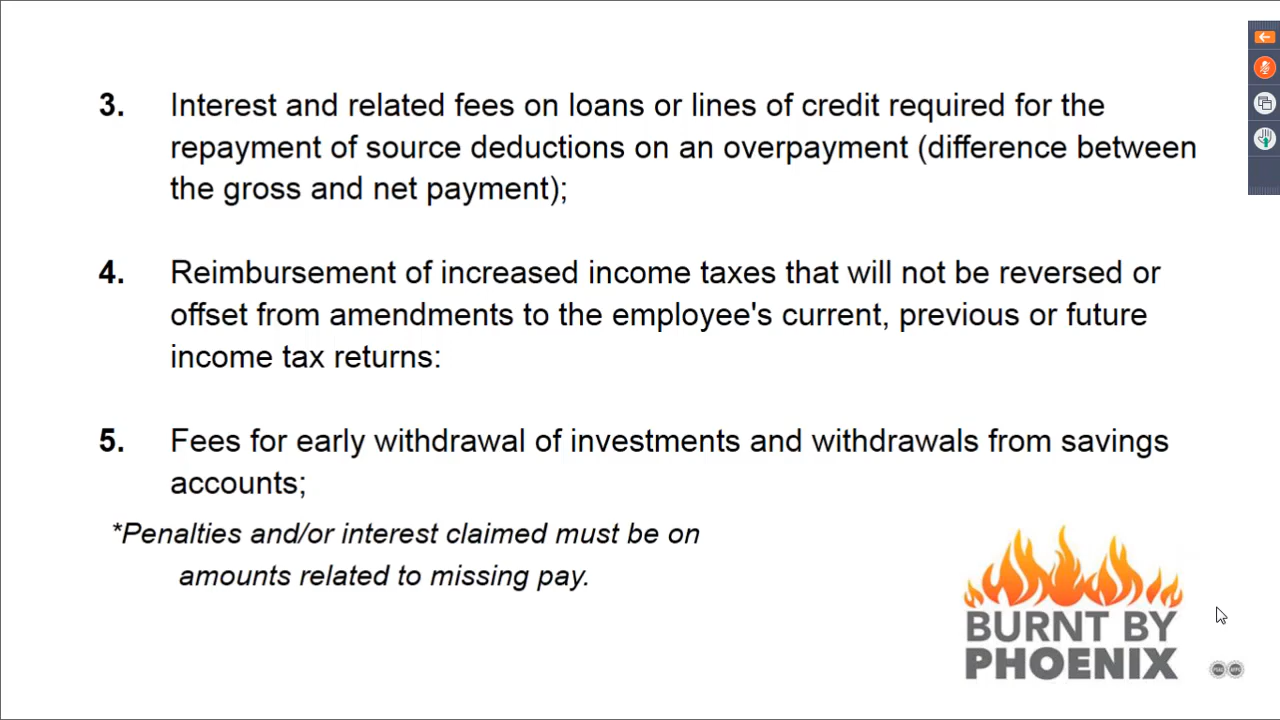 3. Interest and related fees on loans or lines of credit required for the
repayment of source deductions on an overpayment (difference between
the gross and net payment);
4. Reimbursement of increased income taxes that will not be reversed or
offset from amendments to the employee's current, previous or future
income tax returns:
5. Fees for early withdrawal of investments and withdrawals from savings
accounts;
*Penalties and/or interest claimed must be on
amounts related to missing pay.
BURNT BY
PHOENIX